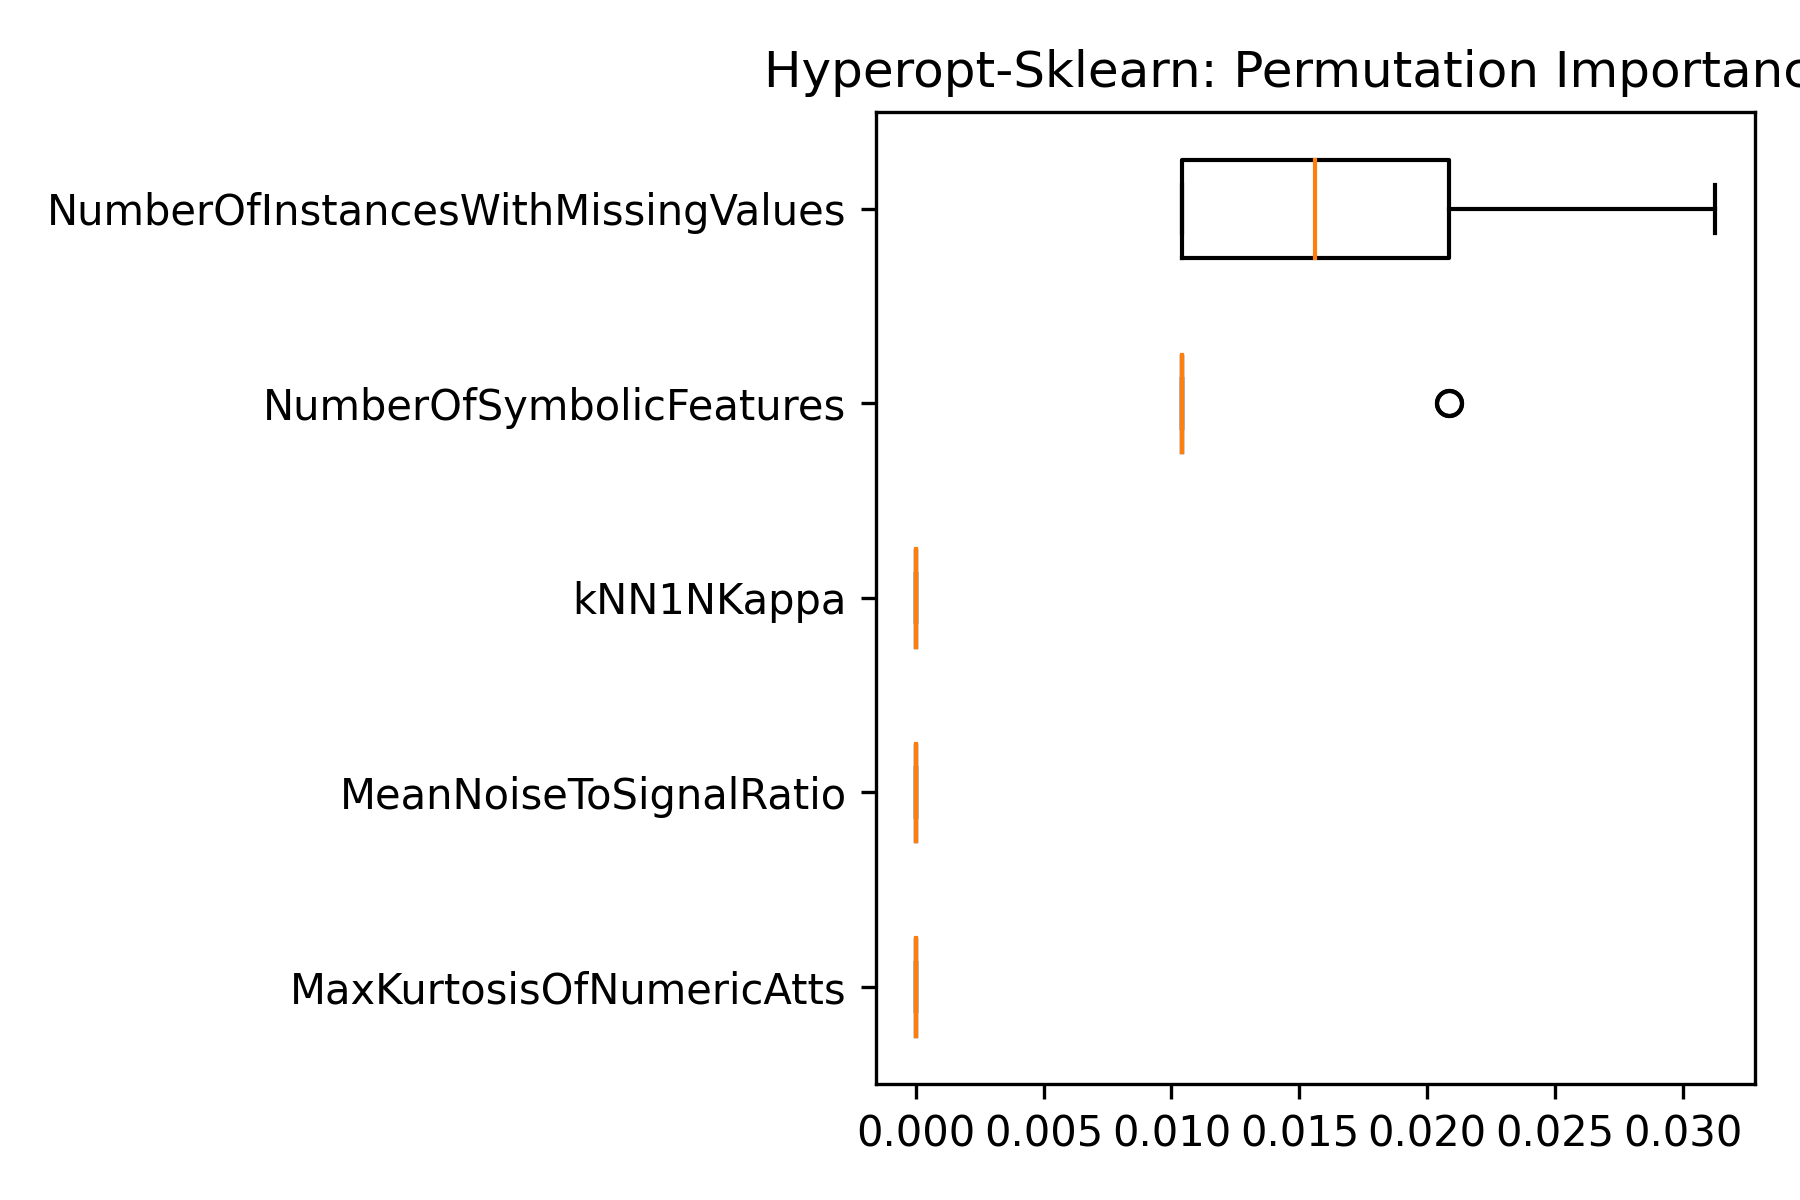 Hyperopt-Sklearn: Permutation Importanc
NumberOfInstancesWithMissingValues
NumberOfSymbolicFeatures
kNN1NKappa
MeanNoiseToSignalRatio
MaxKurtosisOfNumericAtts
0.000 0.005 0.010 0.015 0.020 0.025 0.030